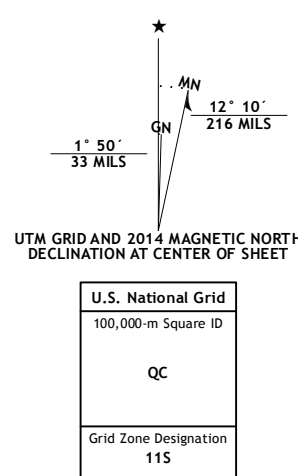 ★
MN
GN
12° 10´
216 MILS
1° 50´
33 MILS
UTM GRID AND 2014 MAGNETIC NORTH
DECLINATION AT CENTER OF SHEET
U.S. National Grid
100,000-m Square ID
QC
Grid Zone Designation
11S